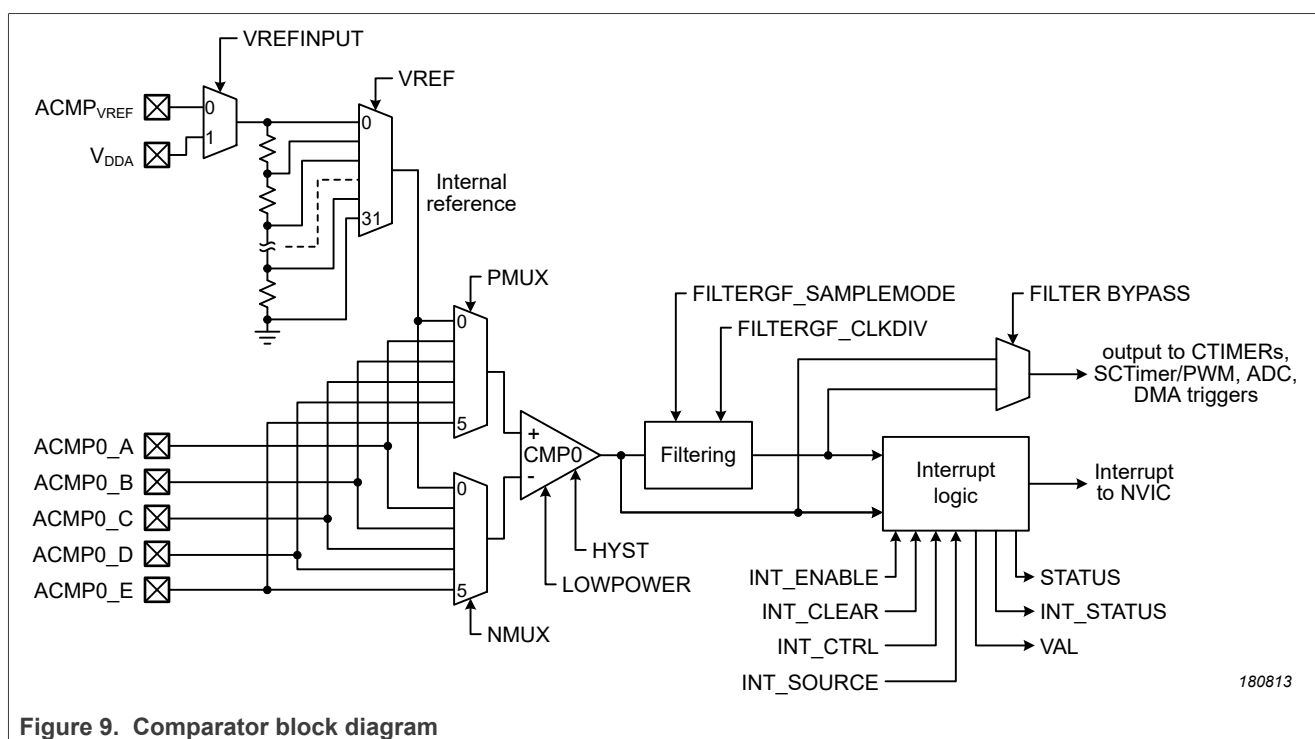 VREFINPUT
ACMPVREF
0
1
VDDA
VREF
0
31
Internal
reference
PMUX
0
5
FILTERGF_SAMPLEMODE
FILTERGF_CLKDIV
FILTER BYPASS
output to CTIMERs,
SCTimer/PWM, ADC,
DMA triggers
ACMP0_A
ACMP0_B
ACMP0_C
ACMP0_D
ACMP0_E
+
CMP0
-
Filtering
Interrupt
logic
Interrupt
to NVIC
0
5
NMUX
HYST
LOWPOWER
INT_ENABLE
INT_CLEAR
INT_CTRL
INT_SOURCE
STATUS
INT_STATUS
VAL
180813
Figure 9. Comparator block diagram